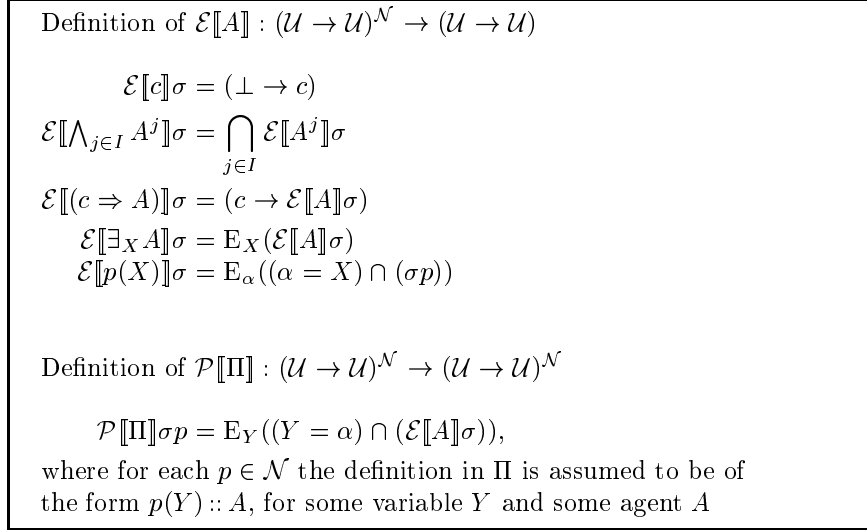 Definition of ℰ⟦A⟧ : (𝒰 → 𝒰)^𝒩 → (𝒰 → 𝒰)
ℰ⟦c⟧σ = (⊥ → c)
ℰ⟦⋀_{j∈I} A^j⟧σ = ⋂_{j∈I} ℰ⟦A^j⟧σ
ℰ⟦(c ⇒ A)⟧σ = (c → ℰ⟦A⟧σ)
ℰ⟦∃_X A⟧σ = E_X(ℰ⟦A⟧σ)
ℰ⟦p(X)⟧σ = E_α((α = X) ∩ (σp))
Definition of 𝒫⟦Π⟧ : (𝒰 → 𝒰)^𝒩 → (𝒰 → 𝒰)^𝒩
𝒫⟦Π⟧σp = E_Y((Y = α) ∩ (ℰ⟦A⟧σ)),
where for each p ∈ 𝒩 the definition in Π is assumed to be of
the form p(Y) :: A, for some variable Y and some agent A